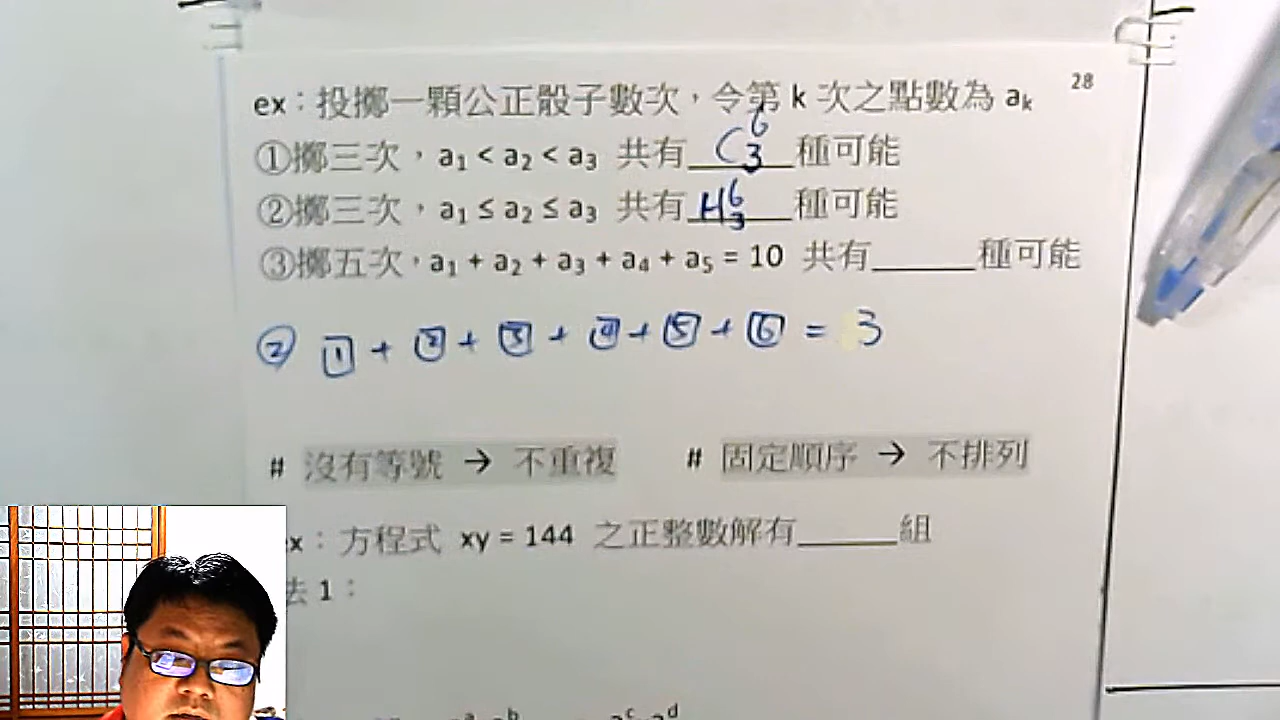 28
ex：投擲一顆公正骰子數次，令第 k 次之點數為 aₖ
①擲三次，a₁ < a₂ < a₃ 共有 C⁶₃ 種可能
②擲三次，a₁ ≤ a₂ ≤ a₃ 共有 H⁶₃ 種可能
③擲五次，a₁ + a₂ + a₃ + a₄ + a₅ = 10 共有______種可能
② 1 + 2 + 3 + 4 + 5 + 6 = 3
# 沒有等號 → 不重複 # 固定順序 → 不排列
ex：方程式 xy = 144 之正整數解有______組
法 1：